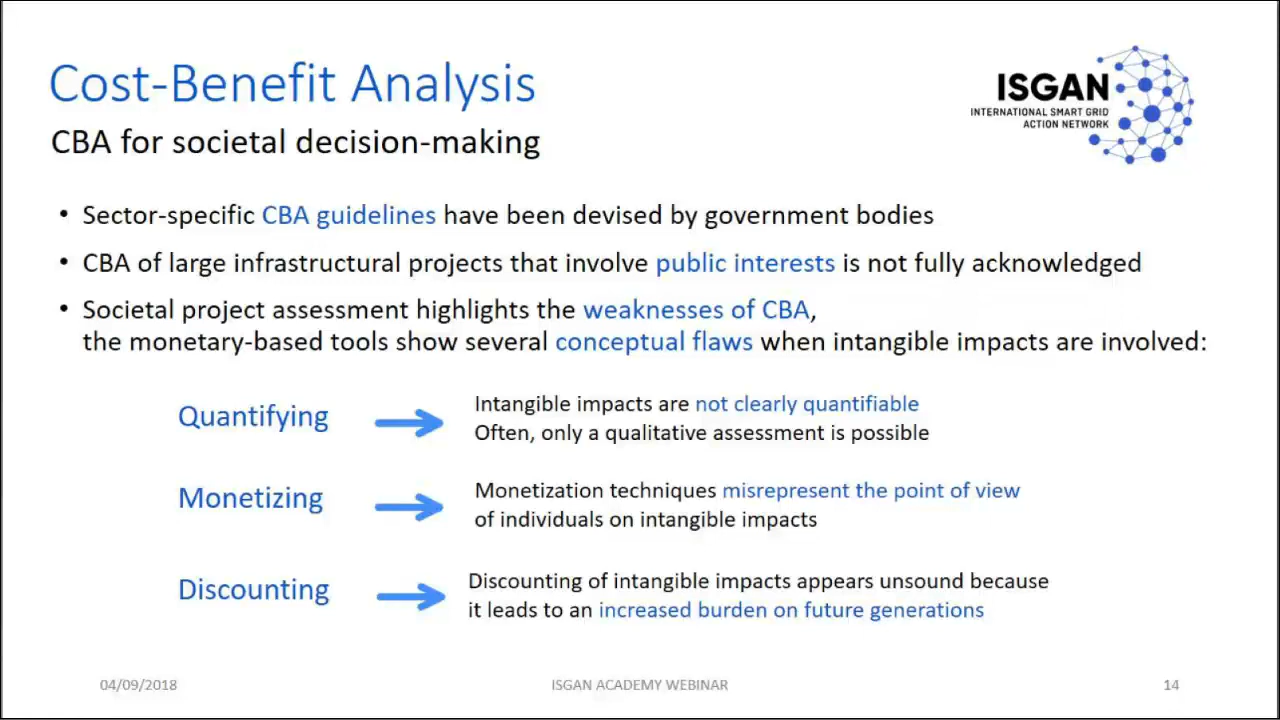 Cost-Benefit Analysis
CBA for societal decision-making
ISGAN
INTERNATIONAL SMART GRID
ACTION NETWORK
• Sector-specific CBA guidelines have been devised by government bodies
• CBA of large infrastructural projects that involve public interests is not fully acknowledged
• Societal project assessment highlights the weaknesses of CBA,
the monetary-based tools show several conceptual flaws when intangible impacts are involved:
Quantifying
Intangible impacts are not clearly quantifiable
Often, only a qualitative assessment is possible
Monetizing
Monetization techniques misrepresent the point of view
of individuals on intangible impacts
Discounting
Discounting of intangible impacts appears unsound because
it leads to an increased burden on future generations
04/09/2018
ISGAN ACADEMY WEBINAR
14